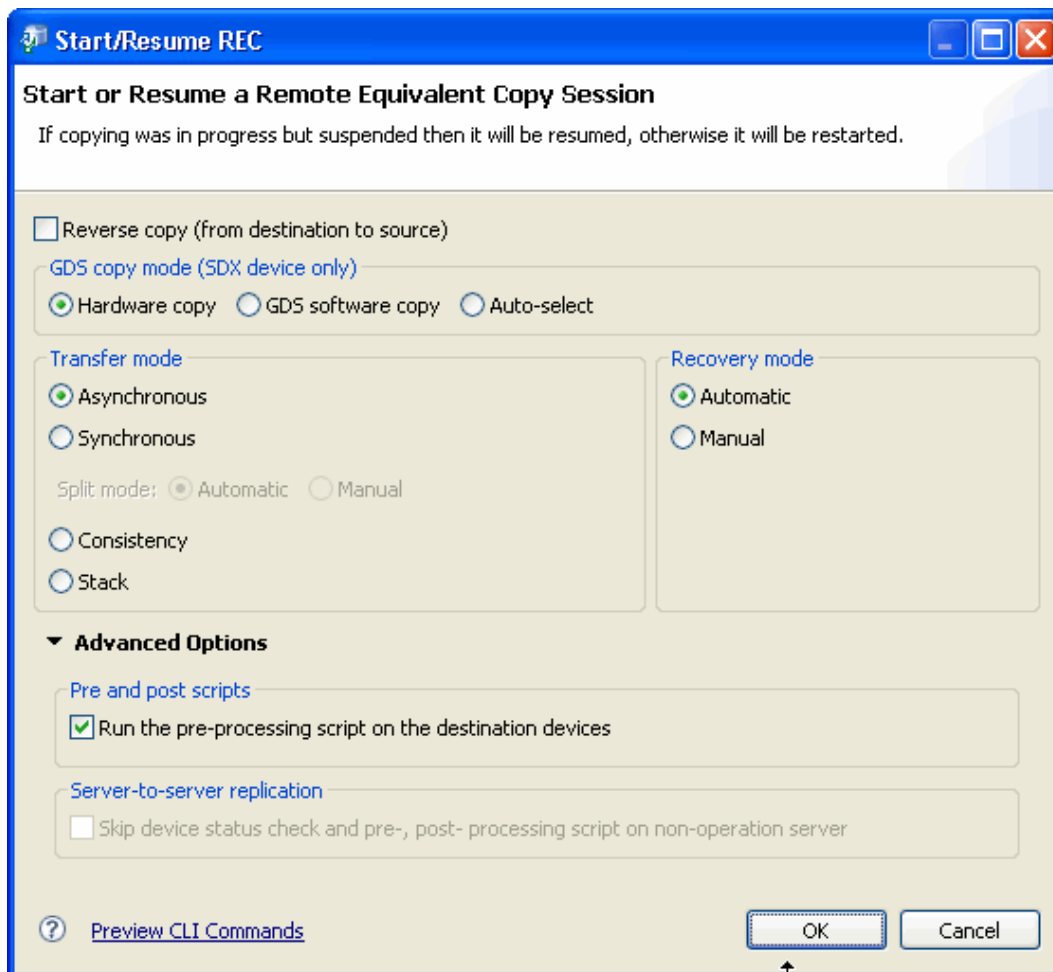 Start/Resume REC
Start or Resume a Remote Equivalent Copy Session
If copying was in progress but suspended then it will be resumed, otherwise it will be restarted.
Reverse copy (from destination to source)
GDS copy mode (SDX device only)
Hardware copy GDS software copy Auto-select
Transfer mode Recovery mode
Asynchronous Automatic
Synchronous Manual
Split mode: Automatic Manual
Consistency
Stack
Advanced Options
Pre and post scripts
Run the pre-processing script on the destination devices
Server-to-server replication
Skip device status check and pre-, post- processing script on non-operation server
? Preview CLI Commands OK Cancel